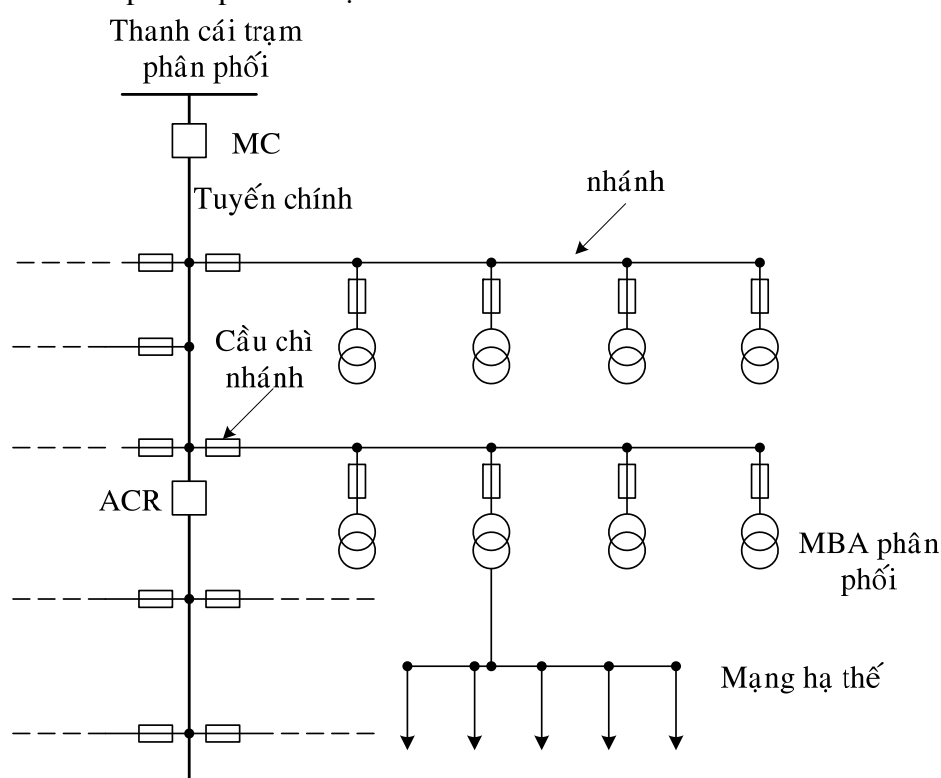 Thanh cái trạm
phân phối
MC
Tuyến chính
nhánh
Cầu chì
nhánh
ACR
MBA phân
phối
Mạng hạ thế